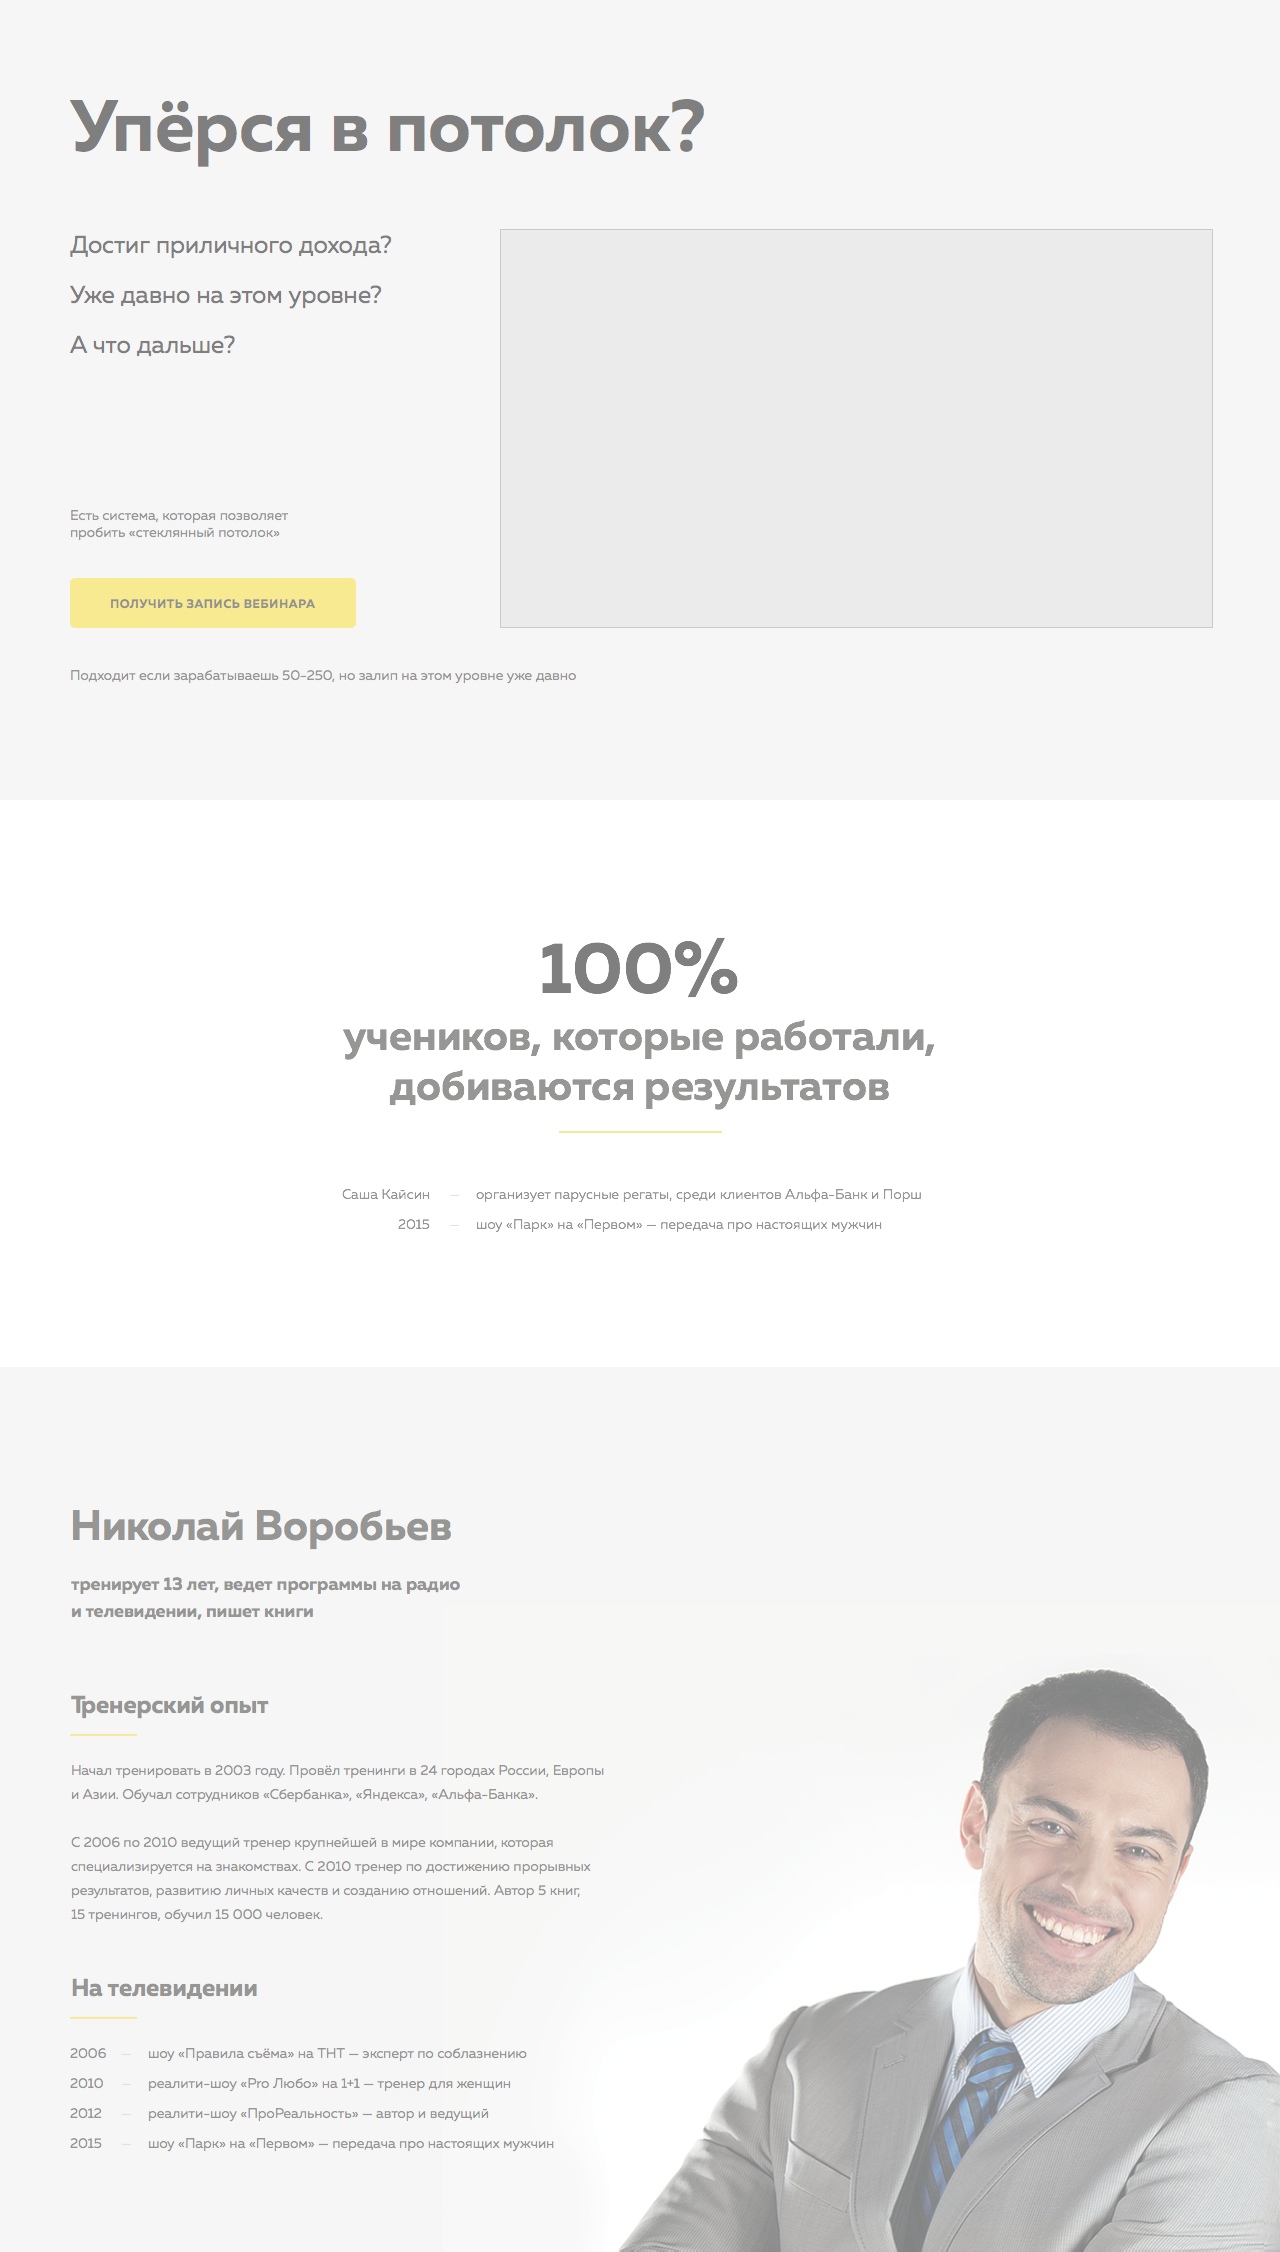 Упёрся в потолок?
Достиг приличного дохода?
Уже давно на этом уровне?
А что дальше?
Есть система, которая позволяет
пробить «стеклянный потолок»
ПОЛУЧИТЬ ЗАПИСЬ ВЕБИНАРА
Подходит если зарабатываешь 50-250, но залип на этом уровне уже давно
100%
учеников, которые работали,
добиваются результатов
Саша Кайсин — организует парусные регаты, среди клиентов Альфа-Банк и Порш
2015 — шоу «Парк» на «Первом» — передача про настоящих мужчин
Николай Воробьев
тренирует 13 лет, ведет программы на радио
и телевидении, пишет книги
Тренерский опыт
Начал тренировать в 2003 году. Провёл тренинги в 24 городах России, Европы
и Азии. Обучал сотрудников «Сбербанка», «Яндекса», «Альфа-Банка».
С 2006 по 2010 ведущий тренер крупнейшей в мире компании, которая
специализируется на знакомствах. С 2010 тренер по достижению прорывных
результатов, развитию личных качеств и созданию отношений. Автор 5 книг,
15 тренингов, обучил 15 000 человек.
На телевидении
2006 — шоу «Правила съёма» на ТНТ — эксперт по соблазнению
2010 — реалити-шоу «Pro Любо» на 1+1 — тренер для женщин
2012 — реалити-шоу «ПроРеальность» — автор и ведущий
2015 — шоу «Парк» на «Первом» — передача про настоящих мужчин